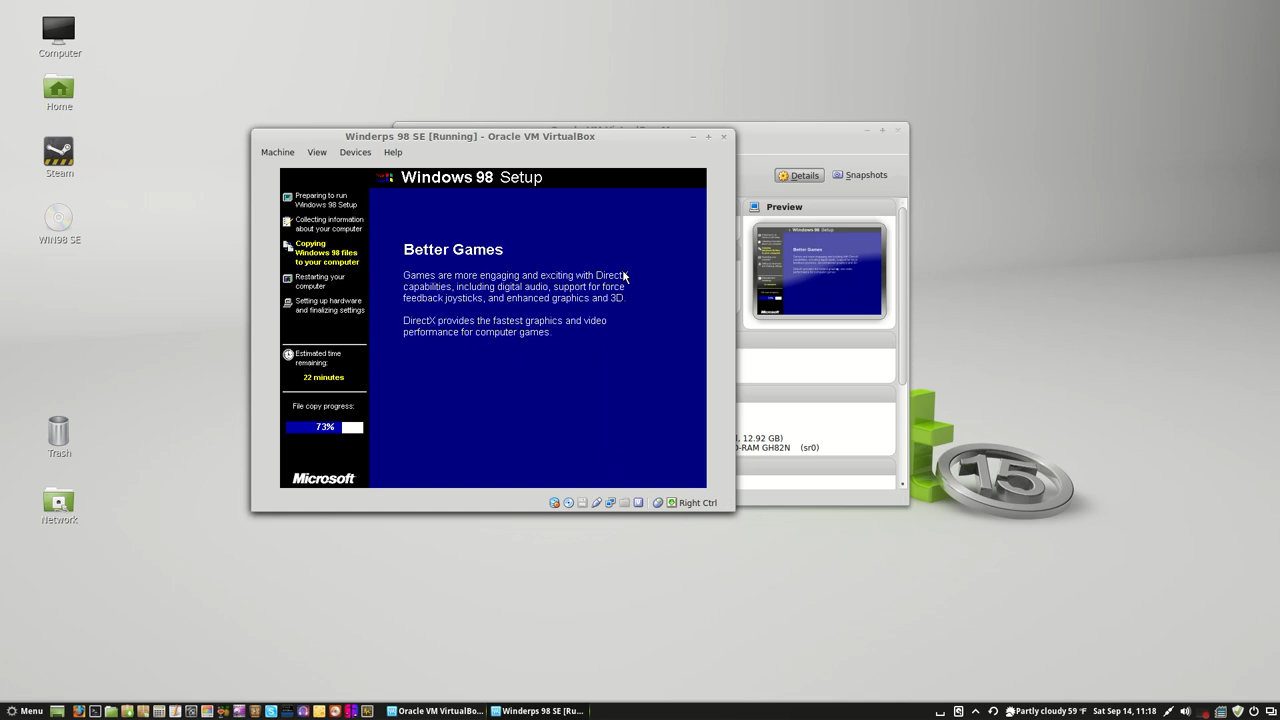 Computer
Home
Steam
WIN98 SE
Trash
Network
Winderps 98 SE [Running] - Oracle VM VirtualBox
Machine View Devices Help
Windows 98 Setup
Preparing to run
Windows 98 Setup
Collecting information
about your computer
Copying
Windows 98 files
to your computer
Restarting your
computer
Setting up hardware
and finalizing settings
Estimated time
remaining:
22 minutes
File copy progress:
73%
Microsoft
Better Games
Games are more engaging and exciting with DirectX
capabilities, including digital audio, support for force
feedback joysticks, and enhanced graphics and 3D.
DirectX provides the fastest graphics and video
performance for computer games.
Right Ctrl
Details
Snapshots
Preview
Windows 98 Setup
Better Games
, 12.92 GB)
D-RAM GH82N (sr0)
15
Menu
Oracle VM VirtualBo...
Winderps 98 SE [Ru...
Partly cloudy 59 °F
Sat Sep 14, 11:18